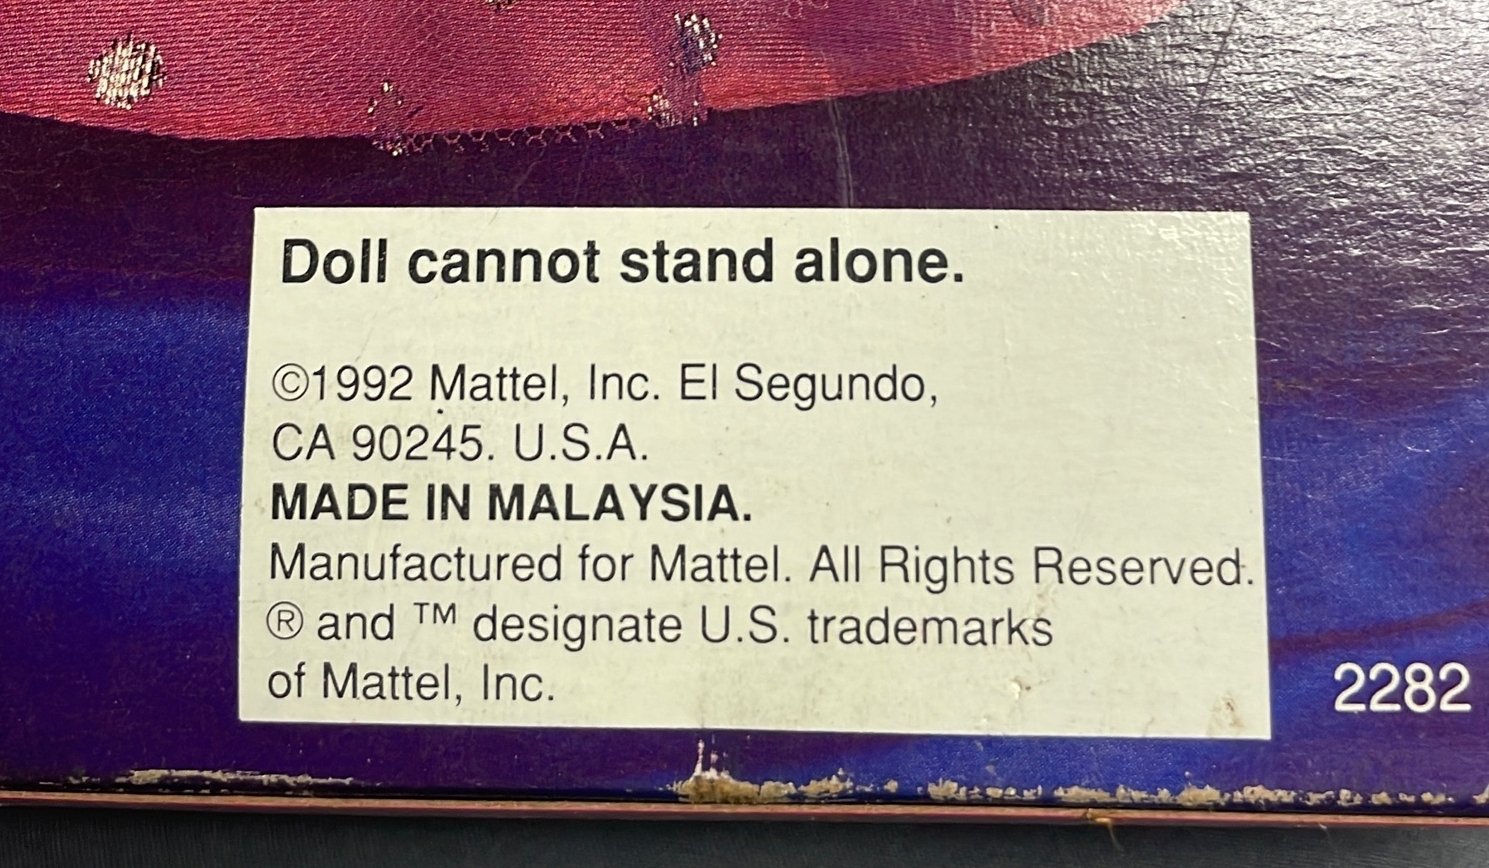 Doll cannot stand alone.
©1992 Mattel, Inc. El Segundo,
CA 90245. U.S.A.
MADE IN MALAYSIA.
Manufactured for Mattel. All Rights Reserved.
® and ™ designate U.S. trademarks
of Mattel, Inc.
2282